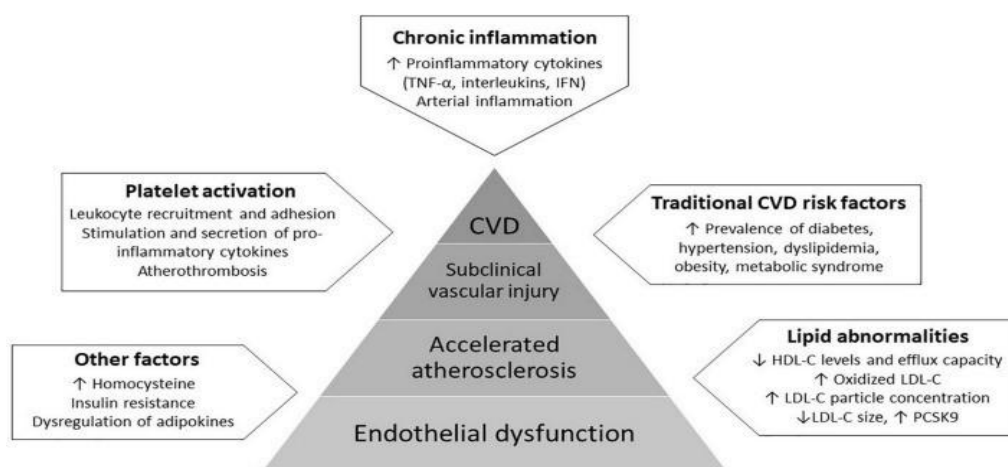 Chronic inflammation
↑ Proinflammatory cytokines
(TNF-α, interleukins, IFN)
Arterial inflammation
Platelet activation
Leukocyte recruitment and adhesion
Stimulation and secretion of pro-
inflammatory cytokines
Atherothrombosis
Traditional CVD risk factors
↑ Prevalence of diabetes,
hypertension, dyslipidemia,
obesity, metabolic syndrome
Other factors
↑ Homocysteine
Insulin resistance
Dysregulation of adipokines
Lipid abnormalities
↓ HDL-C levels and efflux capacity
↑ Oxidized LDL-C
↑ LDL-C particle concentration
↓LDL-C size, ↑ PCSK9
CVD
Subclinical
vascular injury
Accelerated
atherosclerosis
Endothelial dysfunction